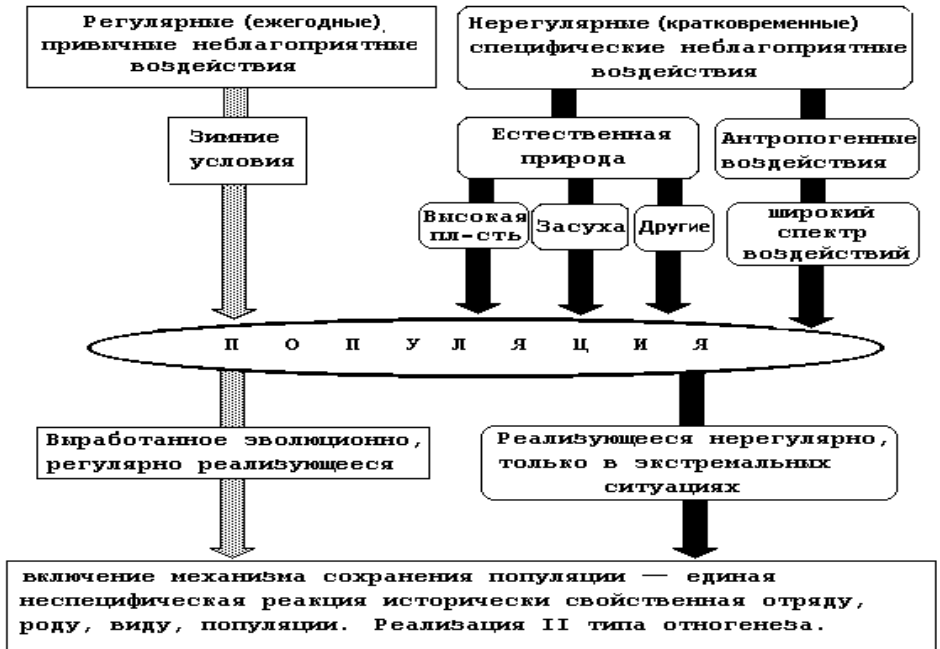 Регулярные (ежегодные)
привычные неблагоприятные
воздействия
Нерегулярные (кратковременные)
специфические неблагоприятные
воздействия
Зимние
условия
Естественная
природа
Антропогенные
воздействия
Высокая
пл-сть
Засуха
Другие
широкий
спектр
воздействий
П О П У Л Я Ц И Я
Выработанное эволюционно,
регулярно реализующееся
Реализующееся нерегулярно,
только в экстремальных
ситуациях
включение механизма сохранения популяции — единая
неспецифическая реакция исторически свойственная отряду,
роду, виду, популяции. Реализация II типа отногенеза.